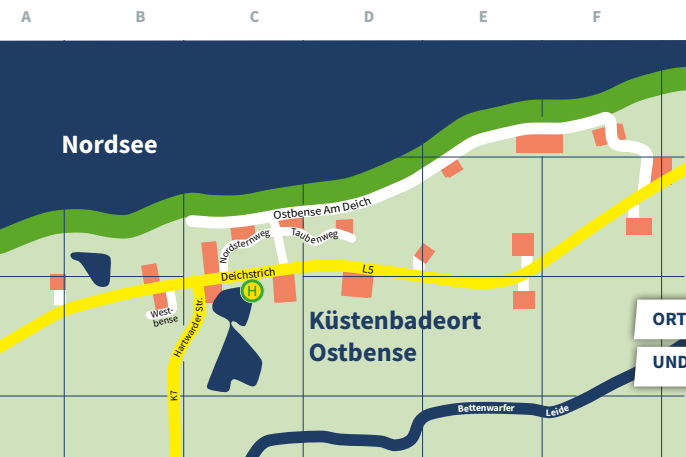 A B C D E F
Nordsee
Ostbense Am Deich
Nordsternweg
Taubenweg
Deichstrich
L5
H
West-
bense
Hartwarder Str.
K7
Küstenbadeort
Ostbense
ORT
UND
Bettenwarfer Leide